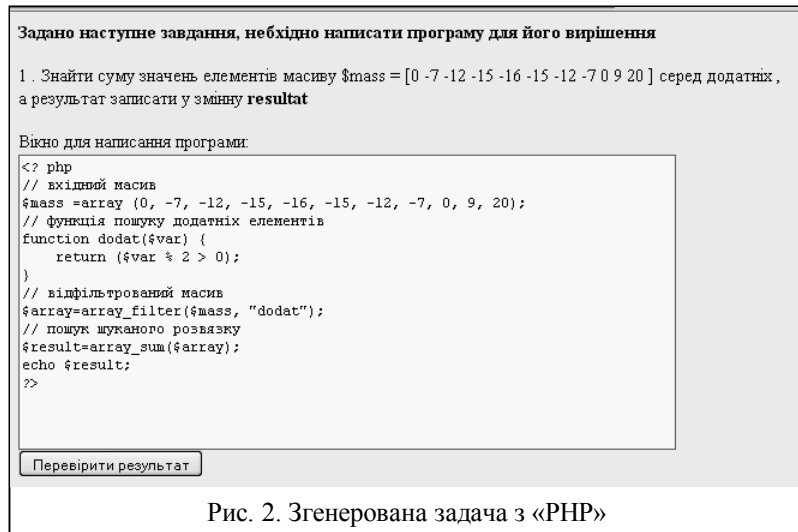 Задано наступне завдання, небхідно написати програму для його вирішення
1 . Знайти суму значень елементів масиву $mass = [0 -7 -12 -15 -16 -15 -12 -7 0 9 20 ] серед додатніх ,
а результат записати у змінну resultat
Вікно для написання програми:
<? php
// вхідний масив
$mass =array (0, -7, -12, -15, -16, -15, -12, -7, 0, 9, 20);
// функція пошуку додатніх елементів
function dodat($var) {
return ($var % 2 > 0);
}
// відфільтрований масив
$array=array_filter($mass, "dodat");
// пошук шуканого розвязку
$result=array_sum($array);
echo $result;
?>
Перевірити результат
Рис. 2. Згенерована задача з «PHP»